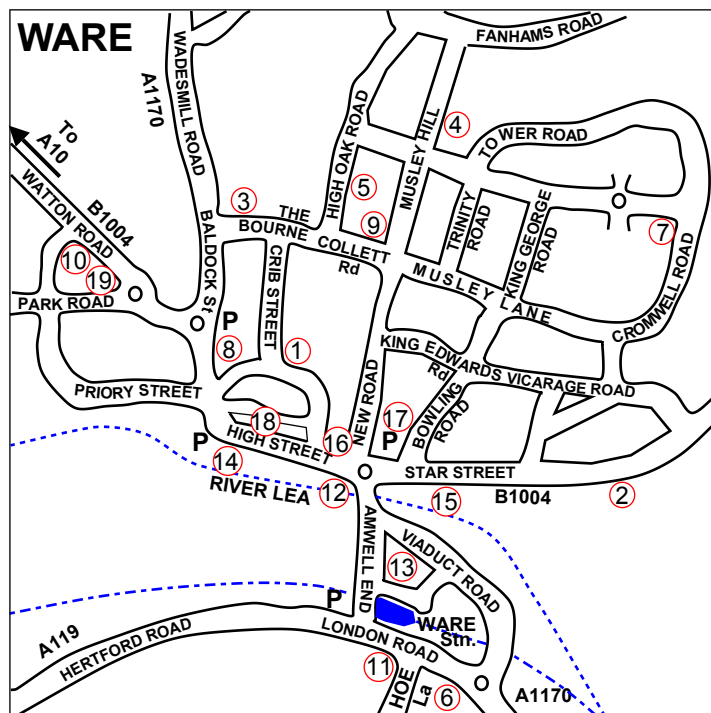 WARE
FANHAMS ROAD
WADESMILL ROAD
A1170
To
A10
WATTON ROAD
B1004
HIGH OAK ROAD
MUSLEY HILL
4
TO WER ROAD
5
9
3
THE
BOURNE
COLLETT
Rd
TRINITY
ROAD
KING GEORGE
ROAD
7
CROMWELL ROAD
MUSLEY LANE
10
19
PARK ROAD
BALDOCK St
P
8
CRIB STREET
1
KING EDWARDS
Rd
VICARAGE ROAD
PRIORY STREET
NEW ROAD
17
P
BOWLING
ROAD
18
HIGH STREET
16
P
14
RIVER LEA
12
STAR STREET
B1004
15
2
AMWELL END
13
VIADUCT ROAD
P
WARE
Stn.
LONDON ROAD
A119
HERTFORD ROAD
11
HOE
La
6
A1170